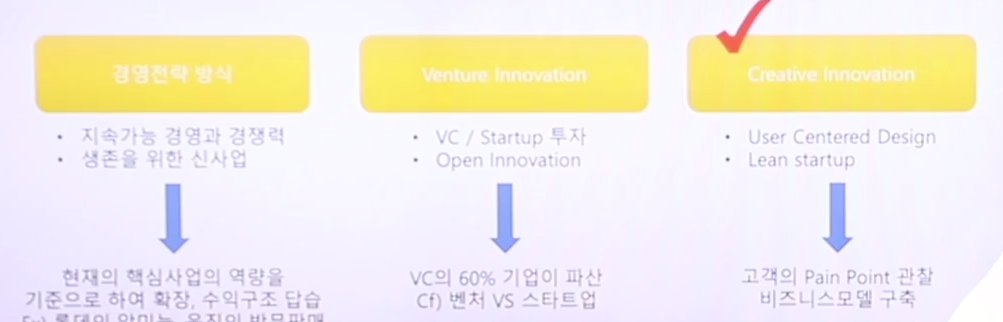 경영전략 방식
• 지속가능 경영과 경쟁력
• 생존을 위한 신사업
현재의 핵심사업의 역량을
기준으로 하여 확장, 수익구조 답습
Venture Innovation
• VC / Startup 투자
• Open Innovation
VC의 60% 기업이 파산
Cf) 벤처 VS 스타트업
Creative Innovation
• User Centered Design
• Lean startup
고객의 Pain Point 관찰
비즈니스모델 구축